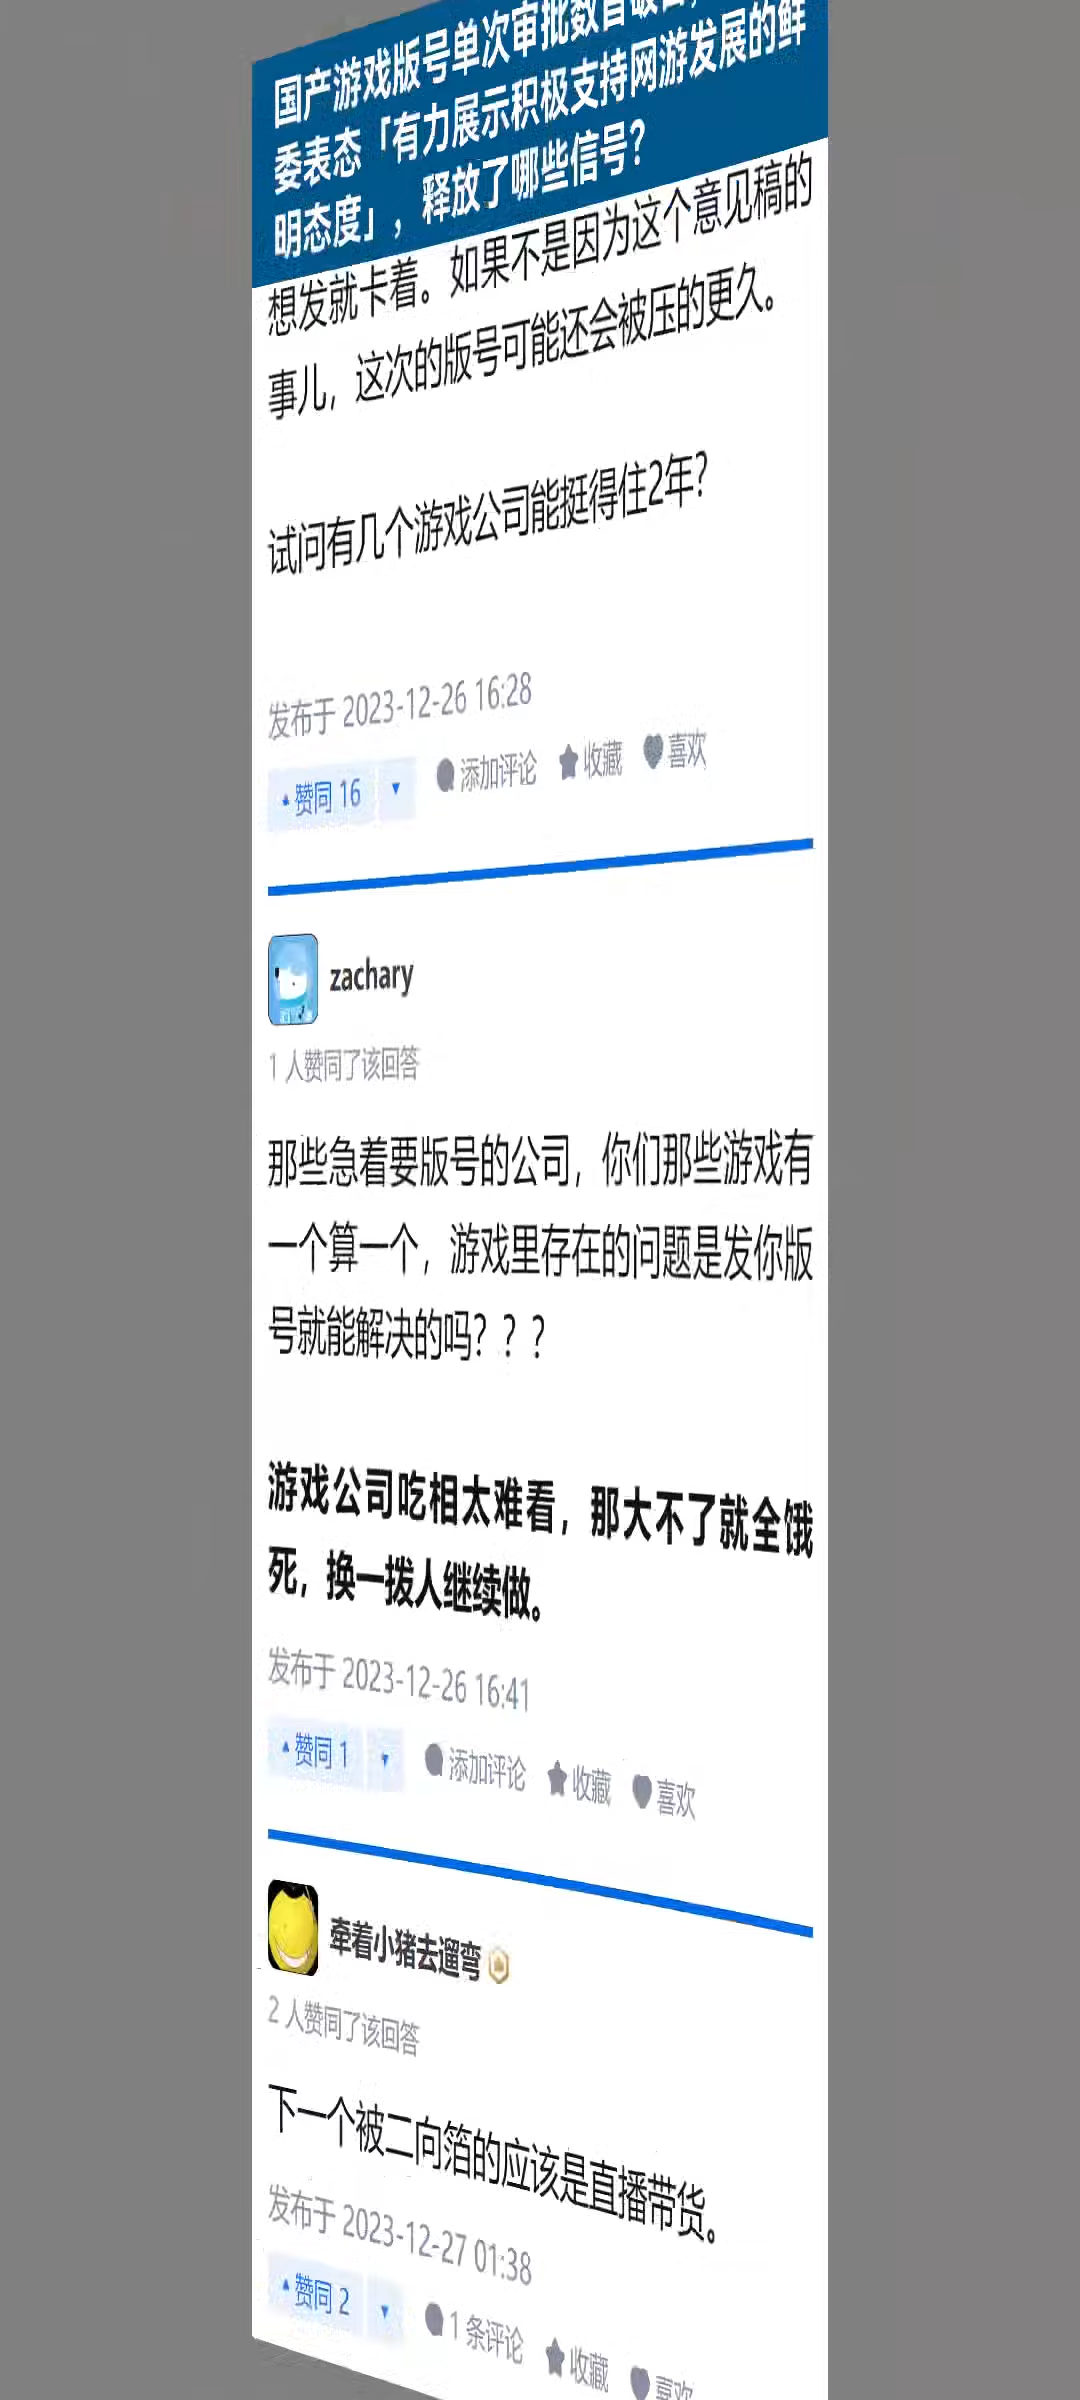 国产游戏版号单次审批数首破百,
委表态「有力展示积极支持网游发展的鲜
明态度」，释放了哪些信号？
想发就卡着。如果不是因为这个意见稿的
事儿，这次的版号可能还会被压的更久。
试问有几个游戏公司能挺得住2年？
发布于 2023-12-26 16:28
赞同 16 添加评论 收藏 喜欢
zachary
1 人赞同了该回答
那些急着要版号的公司，你们那些游戏有
一个算一个，游戏里存在的问题是发你版
号就能解决的吗？？？
游戏公司吃相太难看，那大不了就全饿
死，换一拨人继续做。
发布于 2023-12-26 16:41
赞同 1 添加评论 收藏 喜欢
牵着小猪去遛弯
2 人赞同了该回答
下一个被二向箔的应该是直播带货。
发布于 2023-12-27 01:38
赞同 2 1 条评论 收藏 喜欢